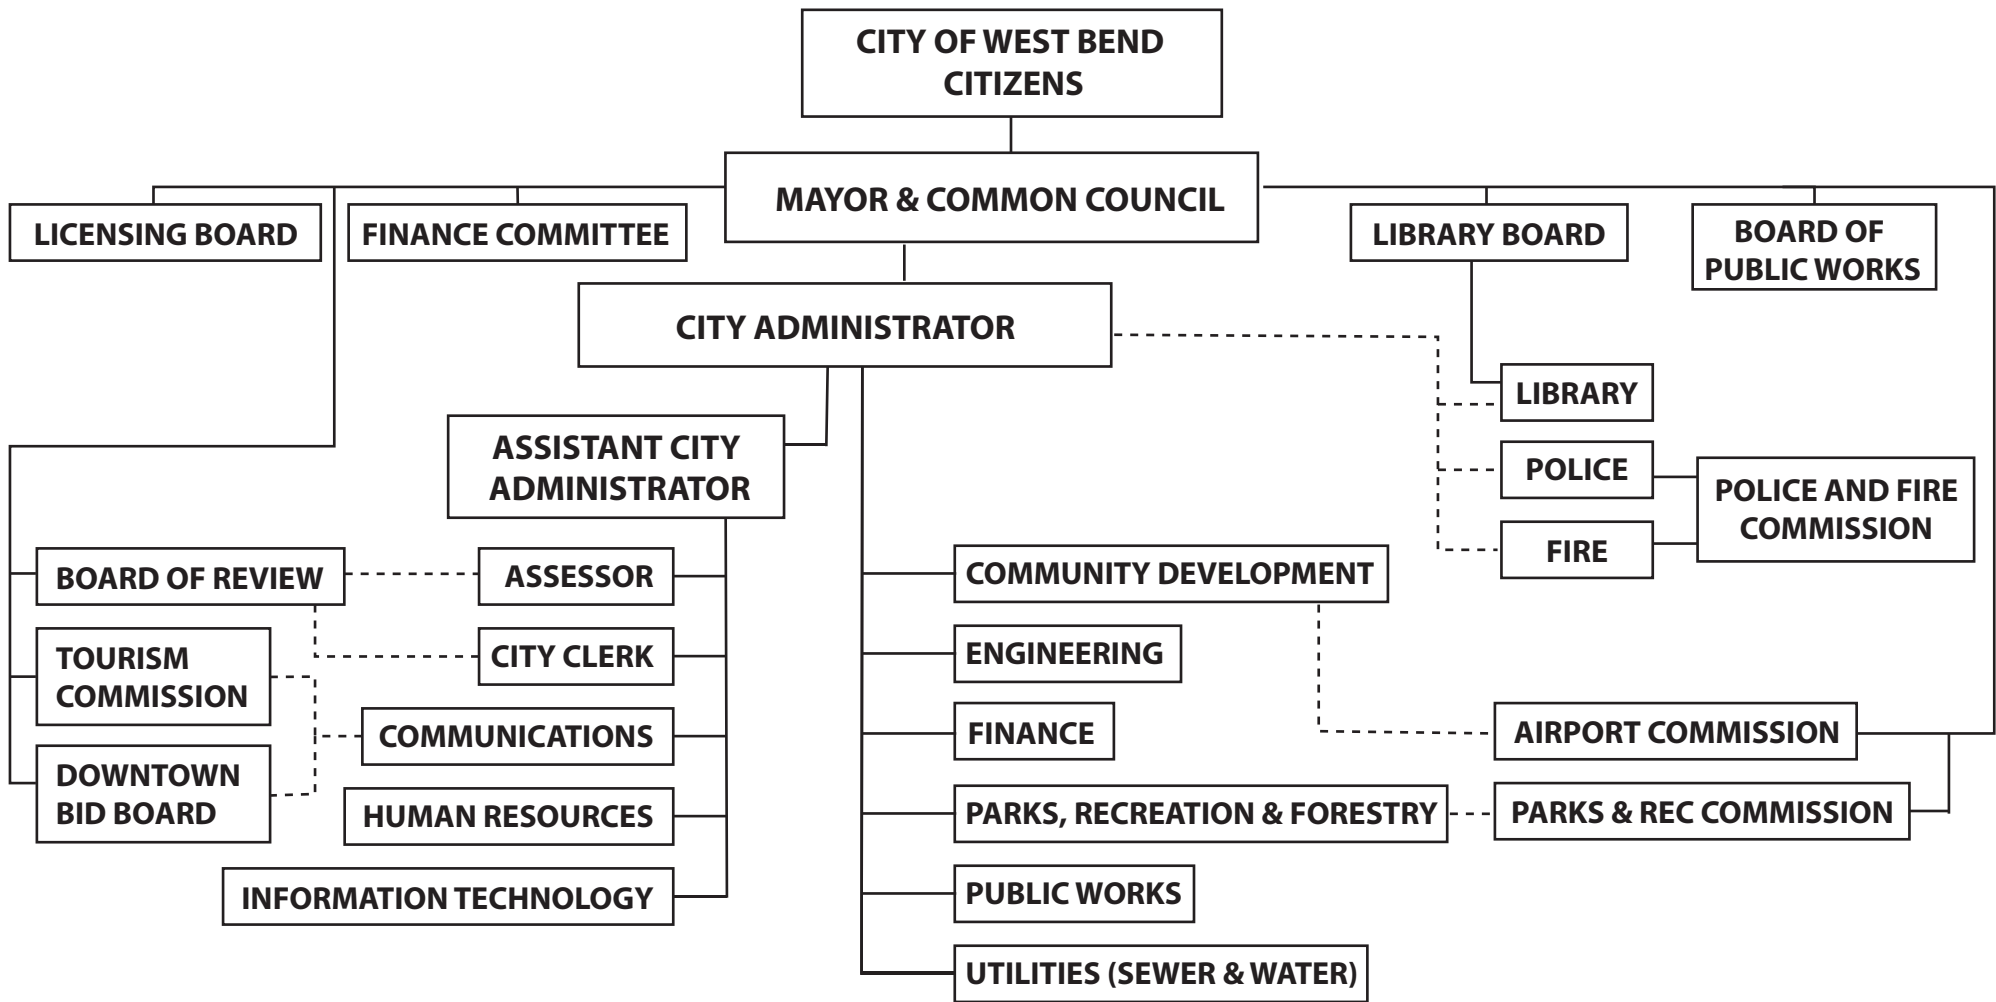 CITY OF WEST BEND
CITIZENS
MAYOR & COMMON COUNCIL
LICENSING BOARD
FINANCE COMMITTEE
LIBRARY BOARD
BOARD OF
PUBLIC WORKS
CITY ADMINISTRATOR
LIBRARY
ASSISTANT CITY
ADMINISTRATOR
POLICE
POLICE AND FIRE
COMMISSION
FIRE
BOARD OF REVIEW
ASSESSOR
COMMUNITY DEVELOPMENT
TOURISM
COMMISSION
CITY CLERK
ENGINEERING
COMMUNICATIONS
FINANCE
AIRPORT COMMISSION
DOWNTOWN
BID BOARD
HUMAN RESOURCES
PARKS, RECREATION & FORESTRY
PARKS & REC COMMISSION
INFORMATION TECHNOLOGY
PUBLIC WORKS
UTILITIES (SEWER & WATER)